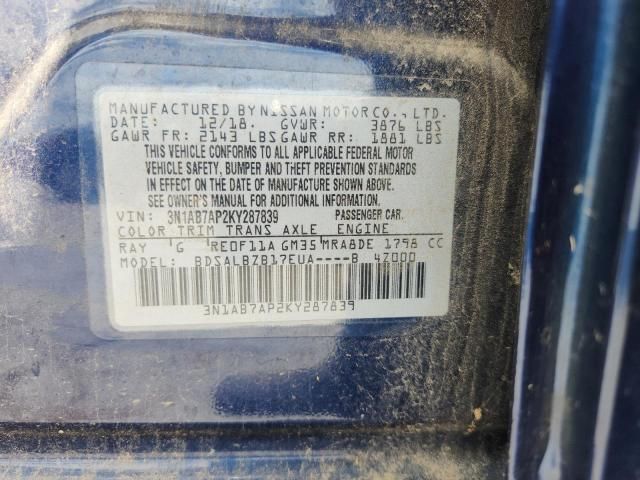 MANUFACTURED BY NISSAN MOTOR CO., LTD.
DATE: 12/18. GVWR: 3876 LBS
GAWR FR: 2143 LBS GAWR RR: 1881 LBS
THIS VEHICLE CONFORMS TO ALL APPLICABLE FEDERAL MOTOR
VEHICLE SAFETY, BUMPER AND THEFT PREVENTION STANDARDS
IN EFFECT ON THE DATE OF MANUFACTURE SHOWN ABOVE.
SEE OWNER'S MANUAL FOR ADDITIONAL INFORMATION.
VIN: 3N1AB7AP2KY287839 PASSENGER CAR.
COLOR TRIM TRANS AXLE ENGINE
RAY G RE0F11A GM35 MRA8DE 1798 CC
MODEL: BDSALBZB17EUA----B 4Z000
3N1AB7AP2KY287839